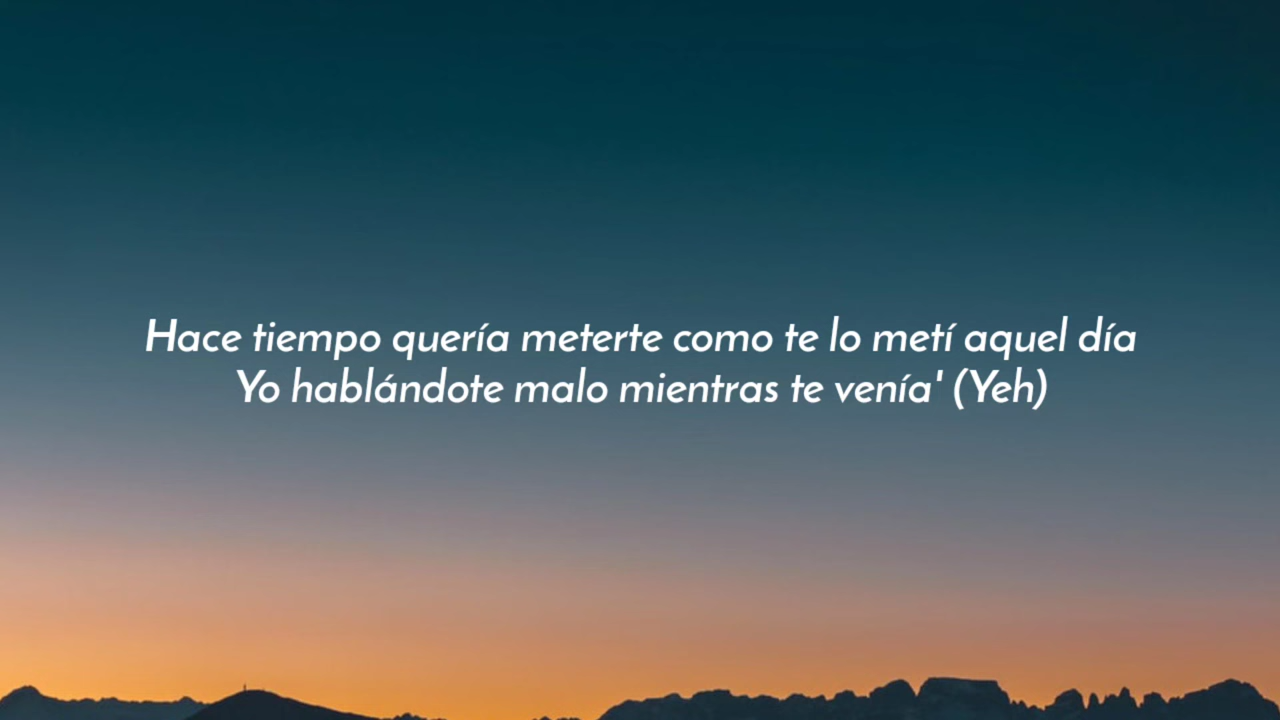 Hace tiempo quería meterte como te lo metí aquel día
Yo hablándote malo mientras te venía' (Yeh)